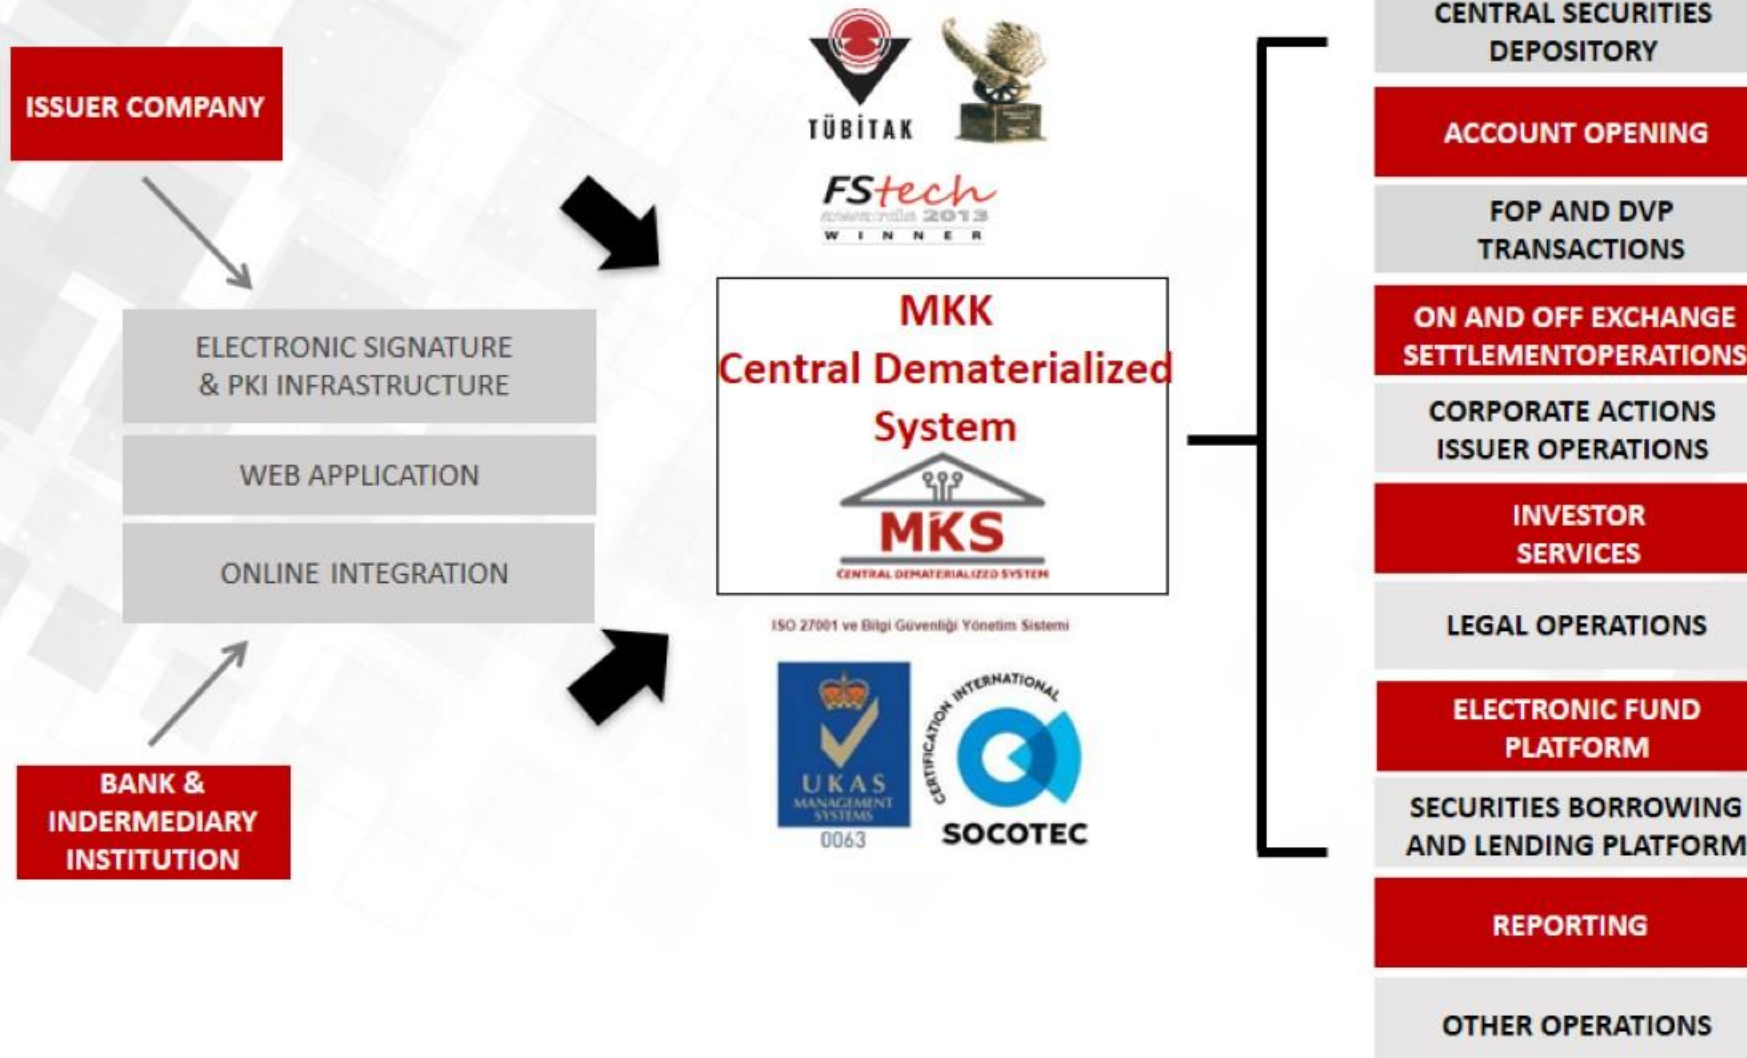 ISSUER COMPANY
ELECTRONIC SIGNATURE
& PKI INFRASTRUCTURE
WEB APPLICATION
ONLINE INTEGRATION
BANK &
INDERMEDIARY
INSTITUTION
TÜBİTAK
FStech
awards 2013
WINNER
MKK
Central Dematerialized
System
MKS
CENTRAL DEMATERIALIZED SYSTEM
ISO 27001 ve Bilgi Güvenliği Yönetim Sistemi
UKAS
MANAGEMENT
SYSTEMS
0063
CERTIFICATION INTERNATIONAL
SOCOTEC
CENTRAL SECURITIES
DEPOSITORY
ACCOUNT OPENING
FOP AND DVP
TRANSACTIONS
ON AND OFF EXCHANGE
SETTLEMENTOPERATIONS
CORPORATE ACTIONS
ISSUER OPERATIONS
INVESTOR
SERVICES
LEGAL OPERATIONS
ELECTRONIC FUND
PLATFORM
SECURITIES BORROWING
AND LENDING PLATFORM
REPORTING
OTHER OPERATIONS